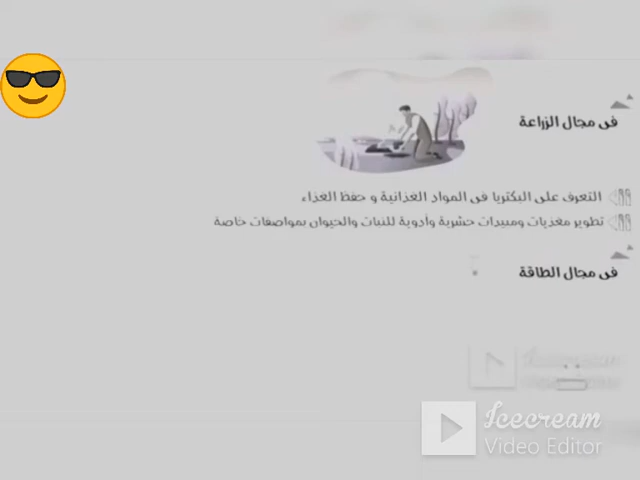 فى مجال الزراعة
التعرف على البكتريا فى المواد الغذائية و حفظ الغذاء
تطوير مغذيات ومبيدات حشرية وأدوية للنبات والحيوان بمواصفات خاصة
فى مجال الطاقة
Icecream
Video Editor